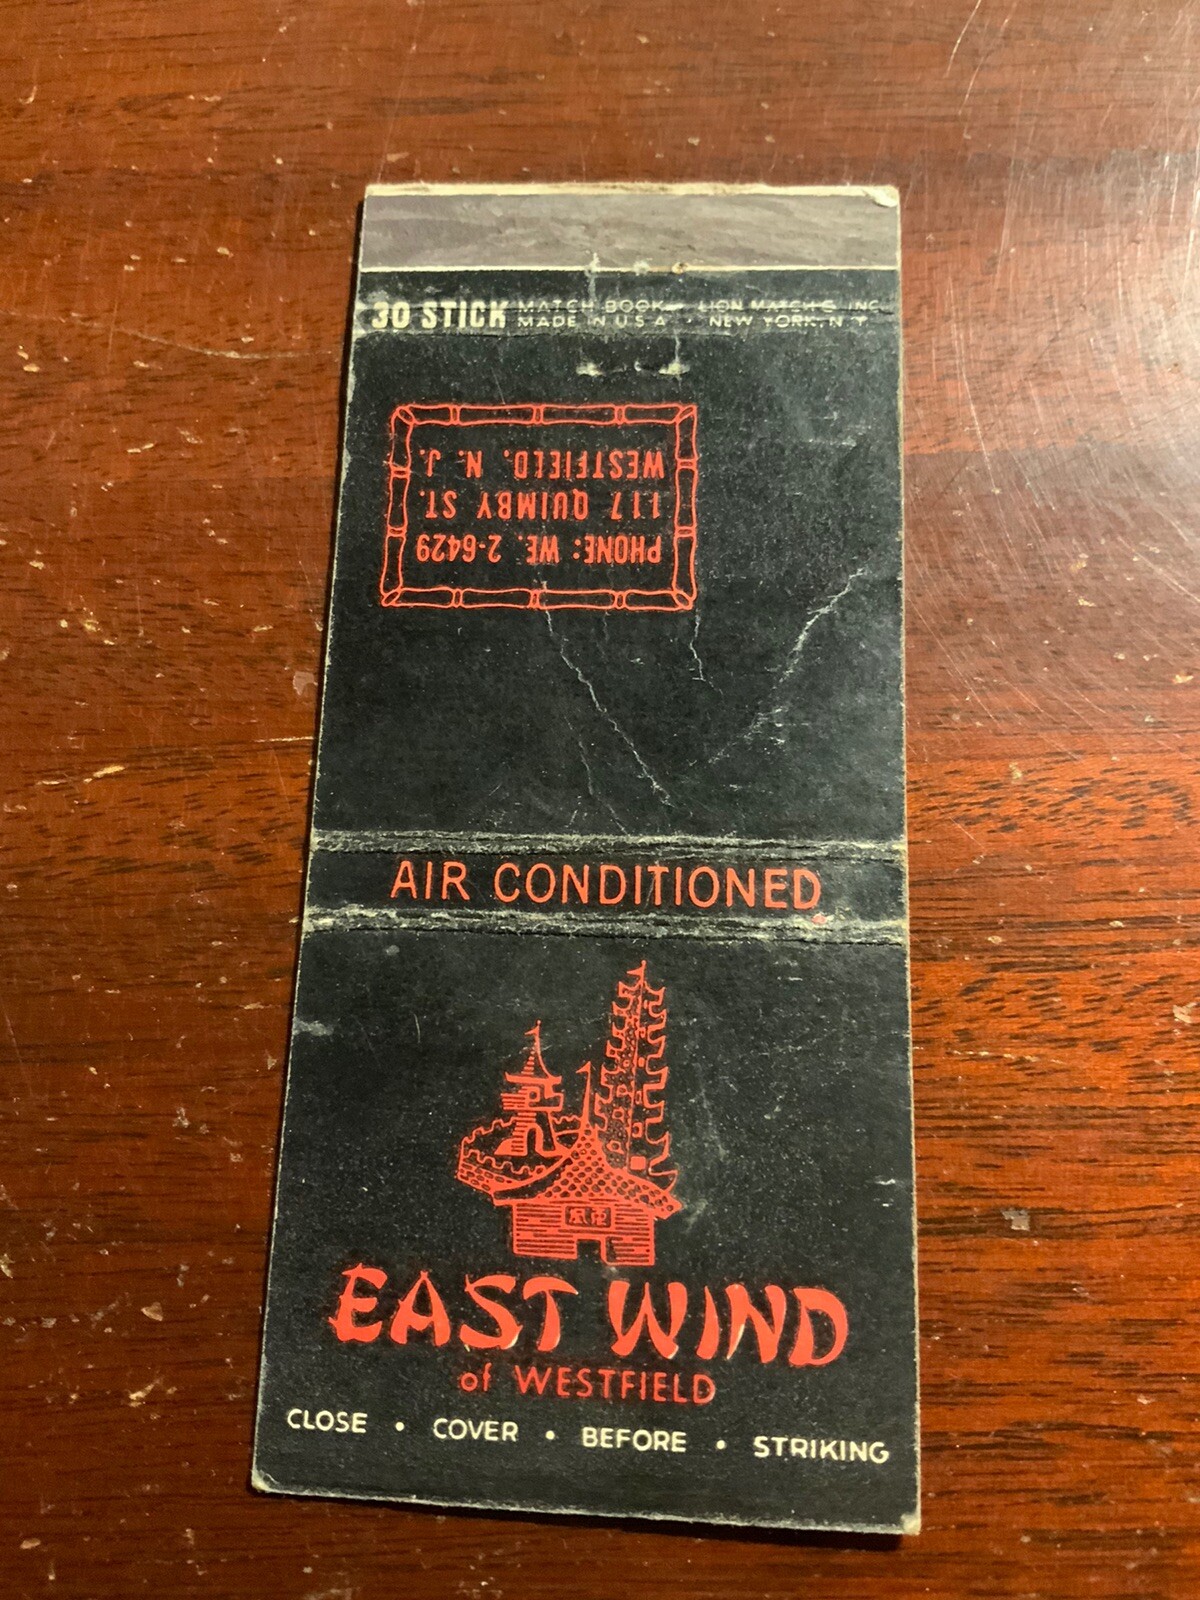 30 STICK MATCH BOOK - LION MATCH C. INC.
MADE IN U S A · NEW YORK, N. Y.
WESTFIELD, N. J.
117 QUIMBY ST.
PHONE: WE. 2-6429
AIR CONDITIONED
EAST WIND
of WESTFIELD
CLOSE • COVER • BEFORE • STRIKING